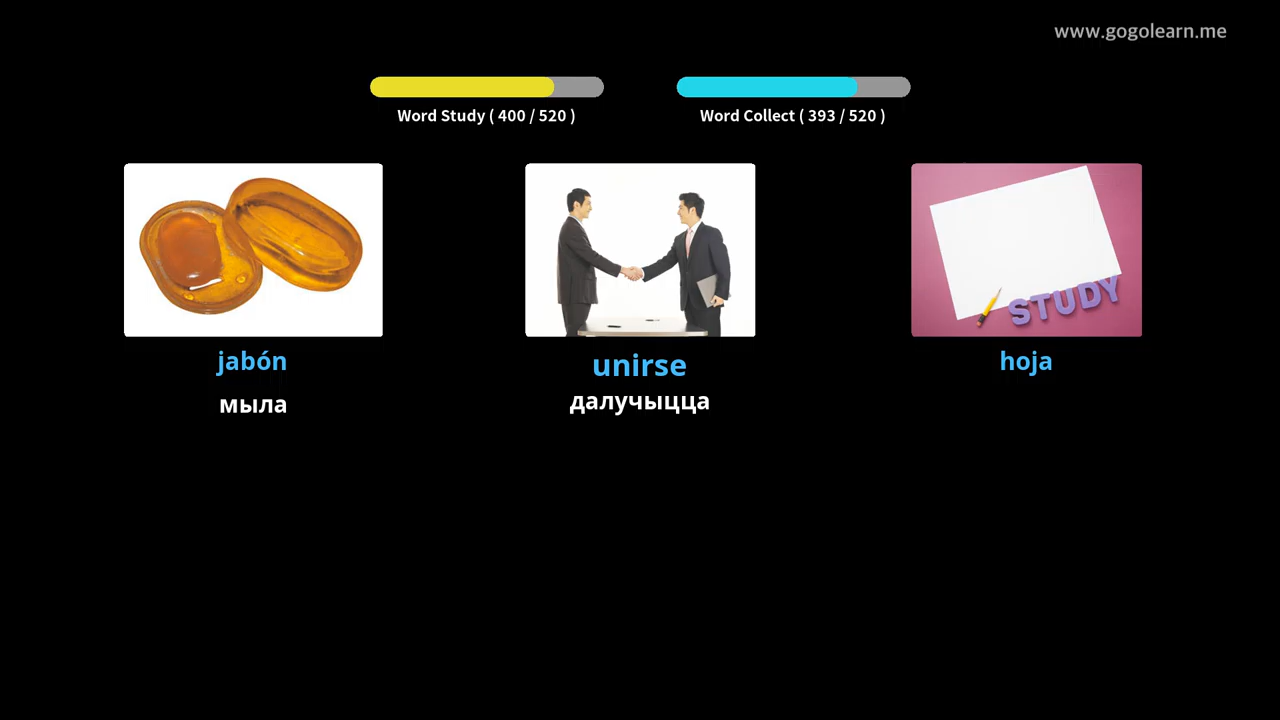 www.gogolearn.me
Word Study ( 400 / 520 )
Word Collect ( 393 / 520 )
STUDY
jabón
мыла
unirse
далучыцца
hoja